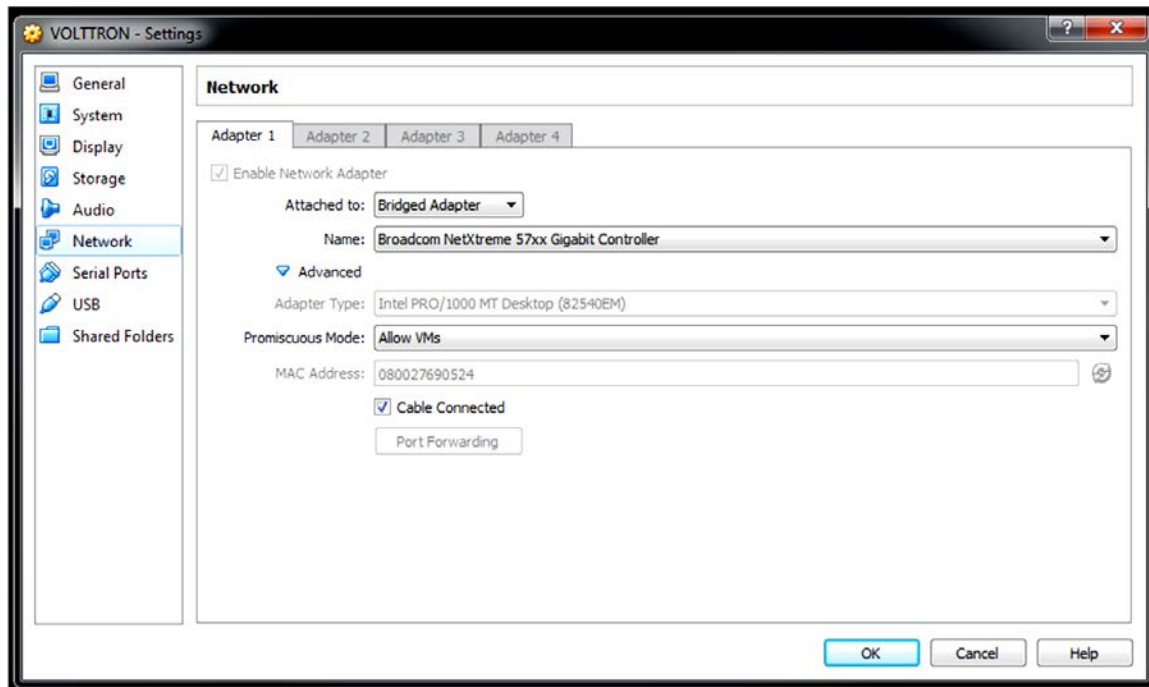 VOLTTRON - Settings
General
System
Display
Storage
Audio
Network
Serial Ports
USB
Shared Folders
Network
Adapter 1 Adapter 2 Adapter 3 Adapter 4
Enable Network Adapter
Attached to: Bridged Adapter
Name: Broadcom NetXtreme 57xx Gigabit Controller
Advanced
Adapter Type: Intel PRO/1000 MT Desktop (82540EM)
Promiscuous Mode: Allow VMs
MAC Address: 080027690524
Cable Connected
Port Forwarding
OK Cancel Help